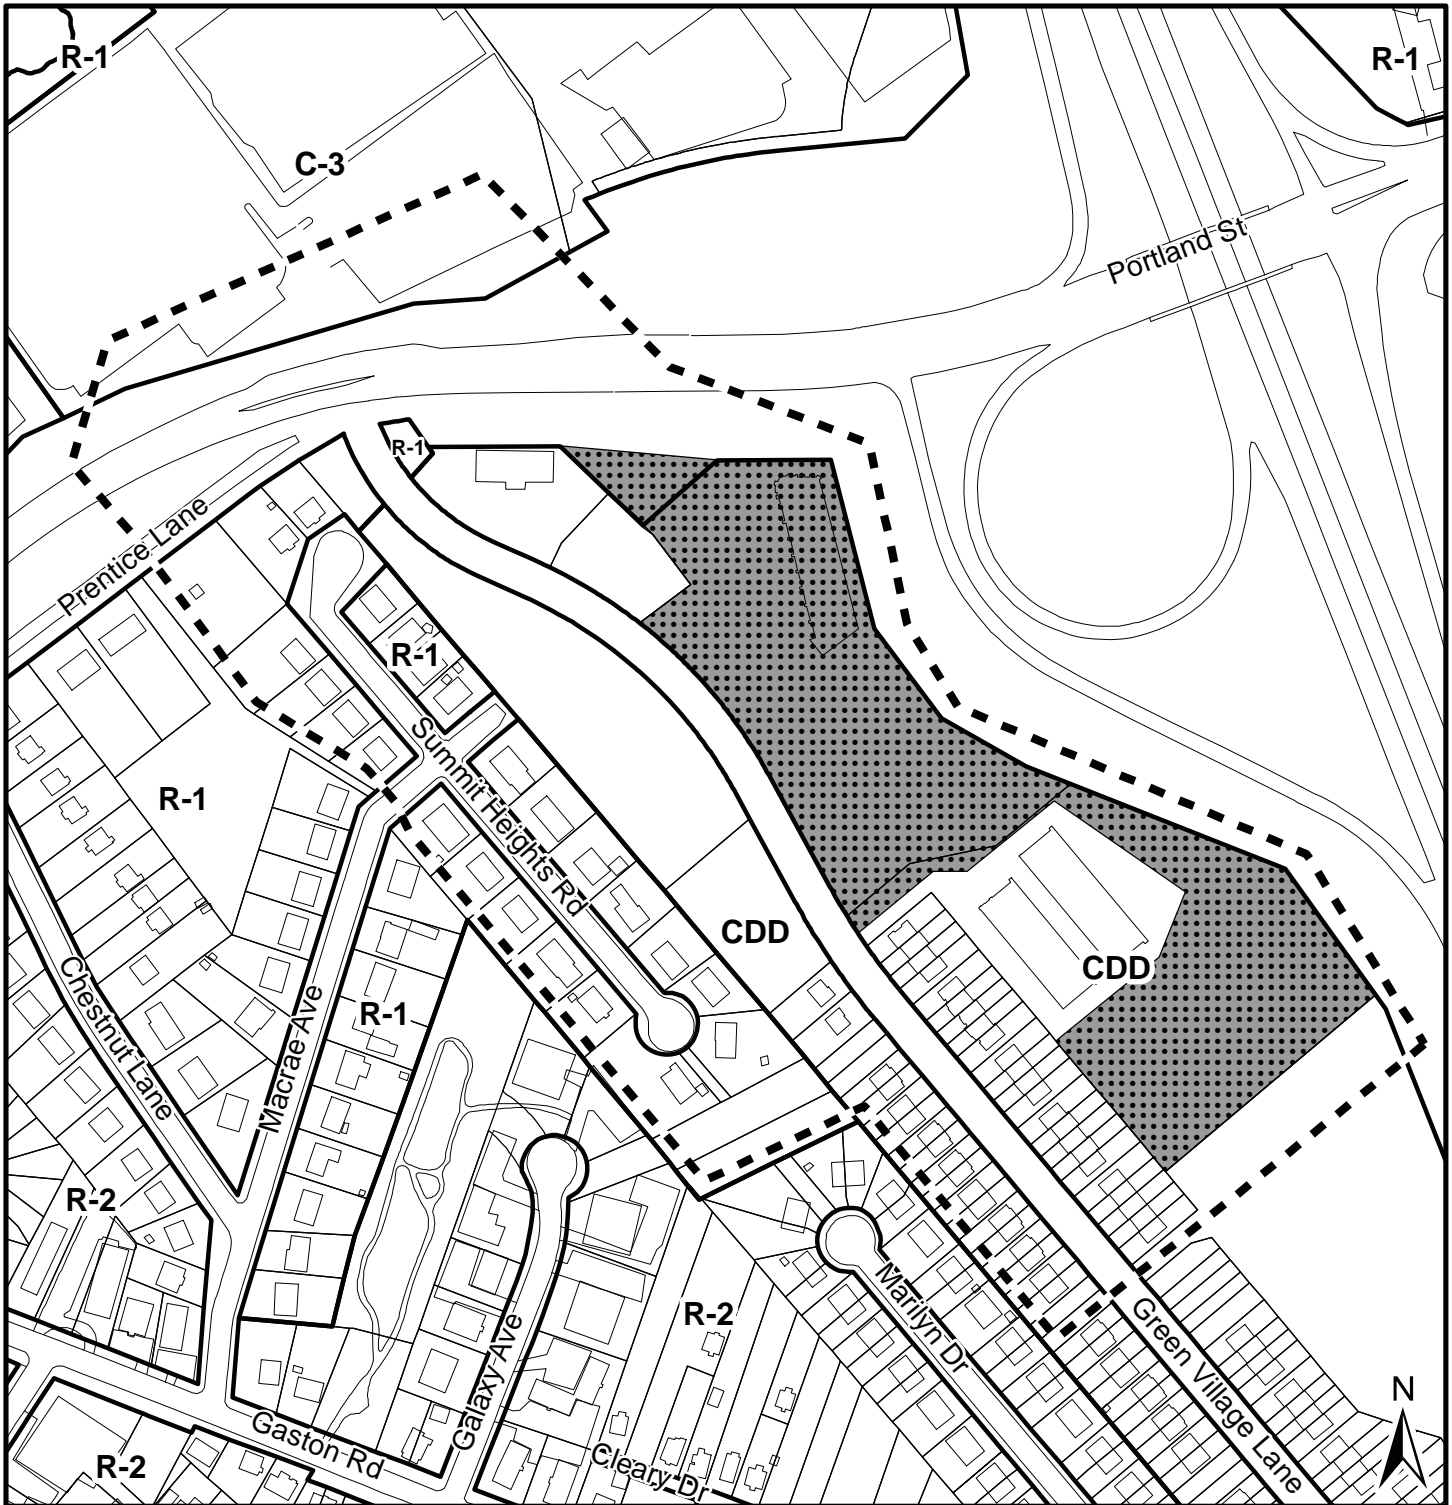 R-1
R-1
C-3
Portland St
R-1
Prentice Lane
R-1
Summit Heights Rd
R-1
CDD
CDD
Chestnut Lane
Macrae Ave
R-1
R-2
R-2
Marilyn Dr
Green Village Lane
Galaxy Ave
N
Gaston Rd
R-2
Cleary Dr